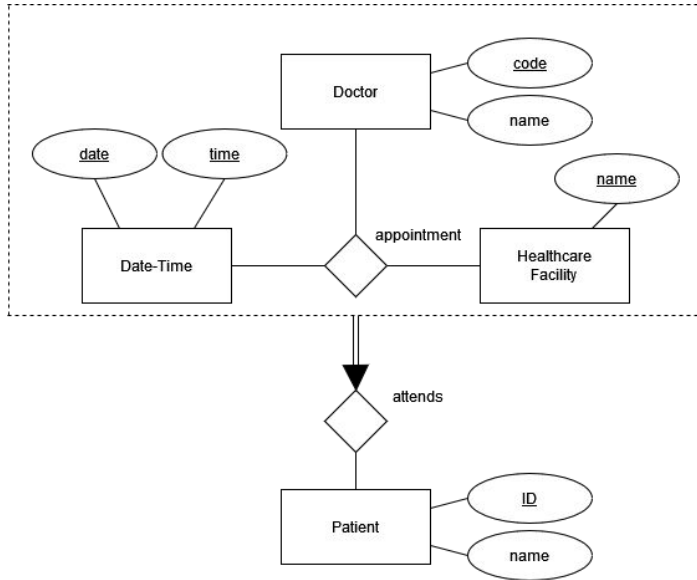 code
Doctor
name
date
time
name
appointment
Date-Time
Healthcare
Facility
attends
ID
Patient
name